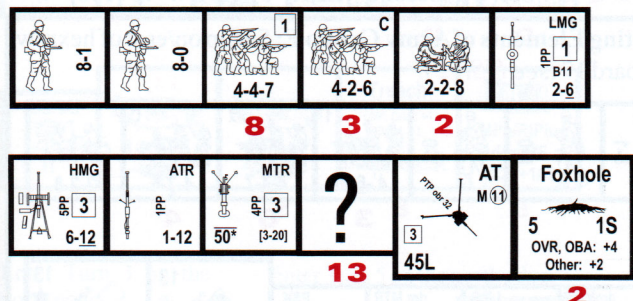 8-1
8-0
1
4-4-7
8
C
4-2-6
3
2-2-8
2
LMG
1PP
1
B11
2-6
HMG
5PP
3
6-12
ATR
1PP
1-12
MTR
4PP
3
50*
[3-20]
?
13
AT
M 11
PTP obr 32
3
45L
Foxhole
5 1S
OVR, OBA: +4
Other: +2
2